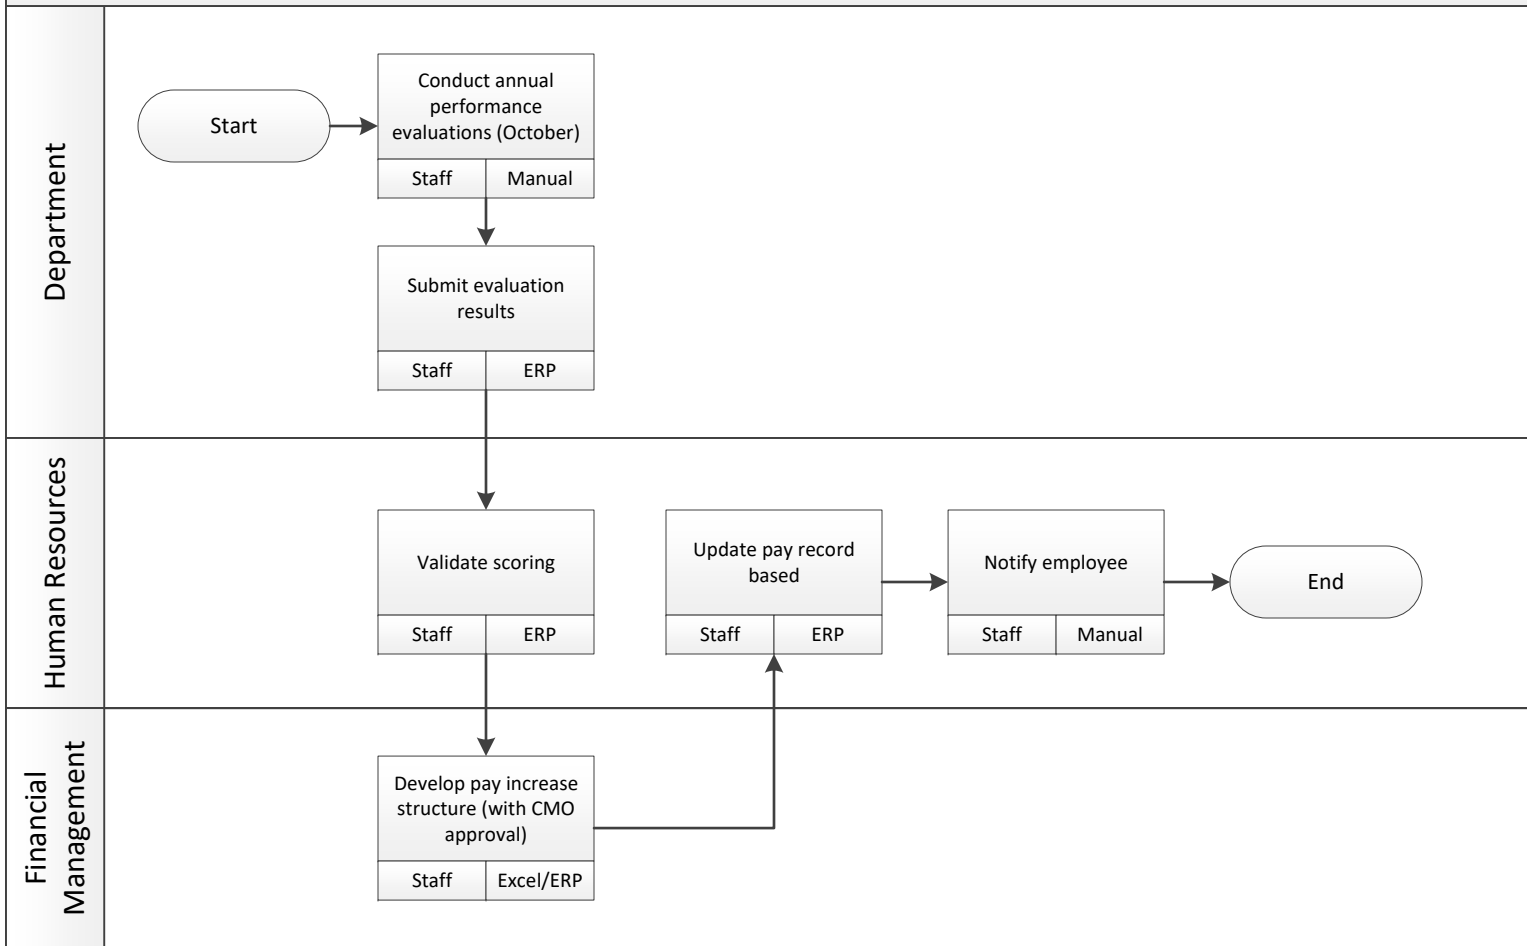 Department
Start
Conduct annual
performance
evaluations (October)
Staff
Manual
Submit evaluation
results
Staff
ERP
Human Resources
Validate scoring
Staff
ERP
Update pay record
based
Staff
ERP
Notify employee
Staff
Manual
End
Financial
Management
Develop pay increase
structure (with CMO
approval)
Staff
Excel/ERP